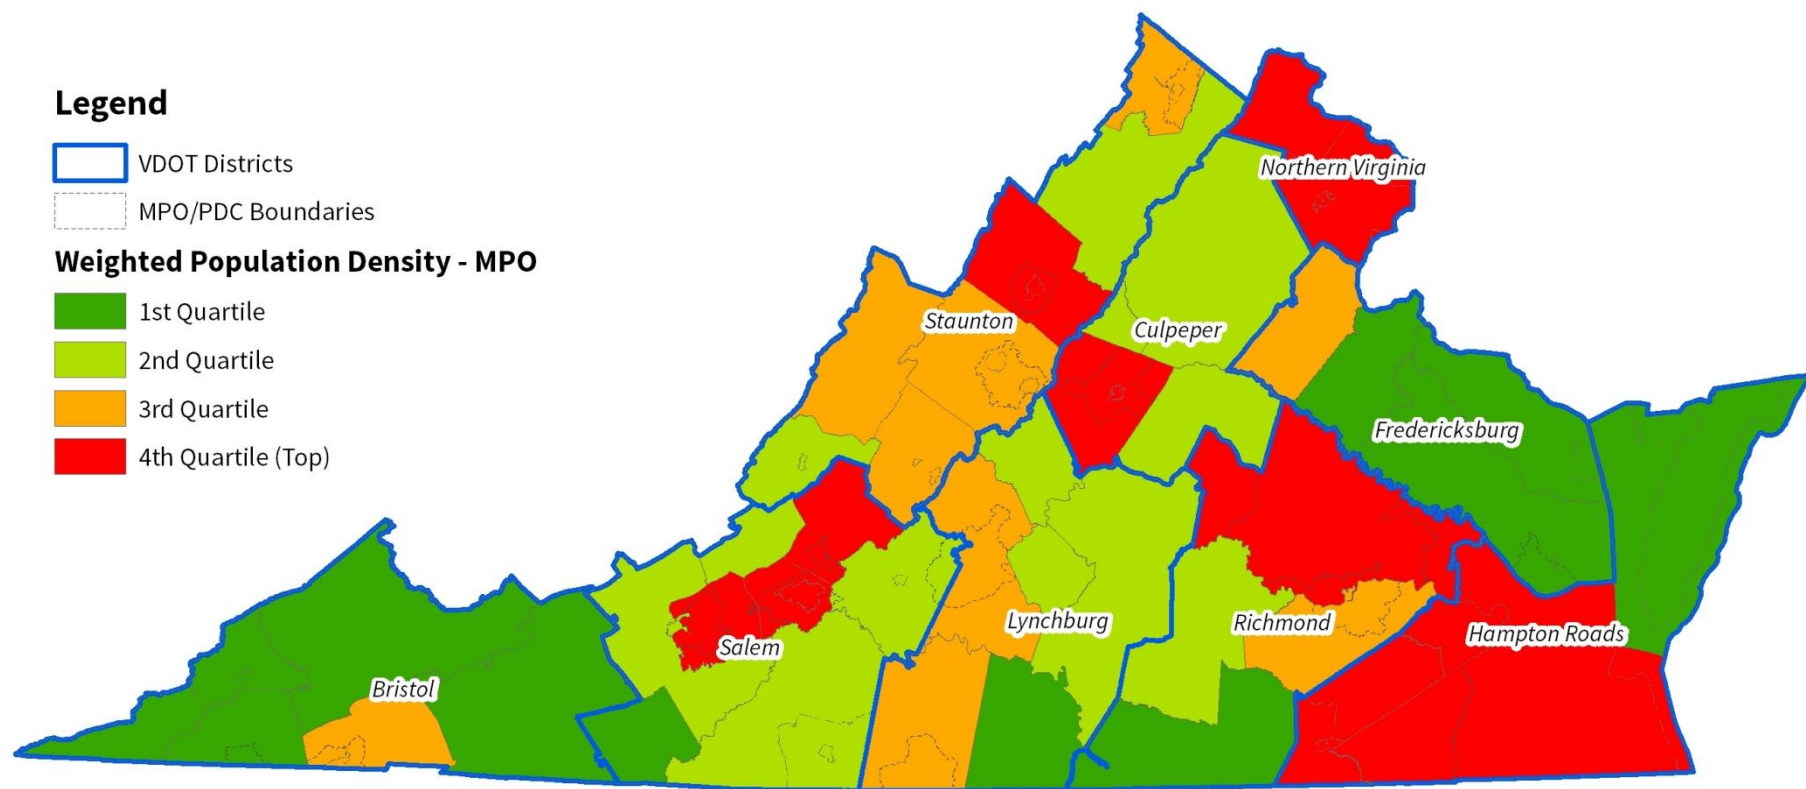 Legend
VDOT Districts
MPO/PDC Boundaries
Weighted Population Density - MPO
1st Quartile
2nd Quartile
3rd Quartile
4th Quartile (Top)
Northern Virginia
Staunton
Culpeper
Fredericksburg
Lynchburg
Richmond
Hampton Roads
Salem
Bristol